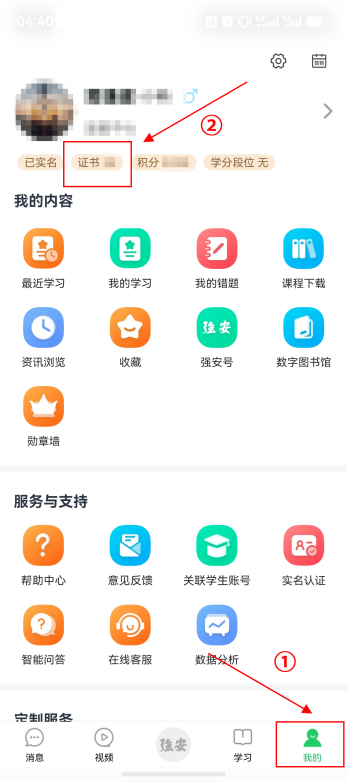 04:40
②
已实名 证书 积分 学分段位 无
我的内容
最近学习 我的学习 我的错题 课程下载
强安
资讯浏览 收藏 强安号 数字图书馆
勋章墙
服务与支持
帮助中心 意见反馈 关联学生账号 实名认证
智能问答 在线客服 数据分析
①
定制服务
强安
消息 视频 学习 我的